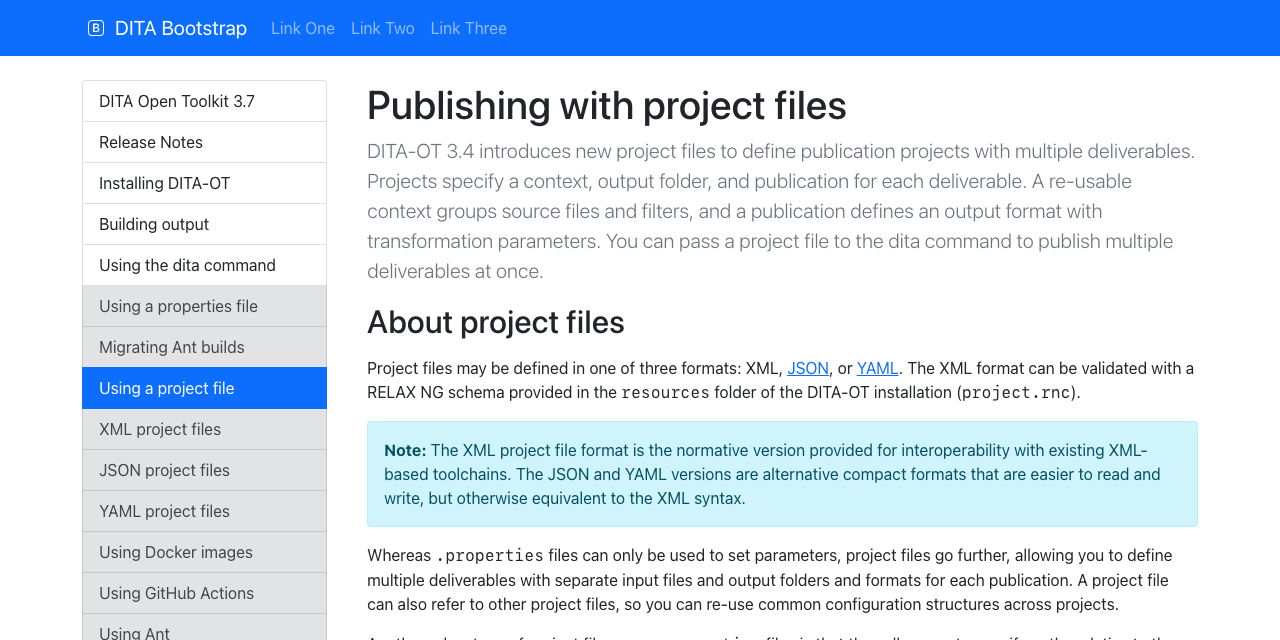 B DITA Bootstrap Link One Link Two Link Three
DITA Open Toolkit 3.7
Release Notes
Installing DITA-OT
Building output
Using the dita command
Using a properties file
Migrating Ant builds
Using a project file
XML project files
JSON project files
YAML project files
Using Docker images
Using GitHub Actions
Using Ant
Publishing with project files
DITA-OT 3.4 introduces new project files to define publication projects with multiple deliverables.
Projects specify a context, output folder, and publication for each deliverable. A re-usable
context groups source files and filters, and a publication defines an output format with
transformation parameters. You can pass a project file to the dita command to publish multiple
deliverables at once.
About project files
Project files may be defined in one of three formats: XML, JSON, or YAML. The XML format can be validated with a
RELAX NG schema provided in the resources folder of the DITA-OT installation (project.rnc).
Note: The XML project file format is the normative version provided for interoperability with existing XML-
based toolchains. The JSON and YAML versions are alternative compact formats that are easier to read and
write, but otherwise equivalent to the XML syntax.
Whereas .properties files can only be used to set parameters, project files go further, allowing you to define
multiple deliverables with separate input files and output folders and formats for each publication. A project file
can also refer to other project files, so you can re-use common configuration structures across projects.